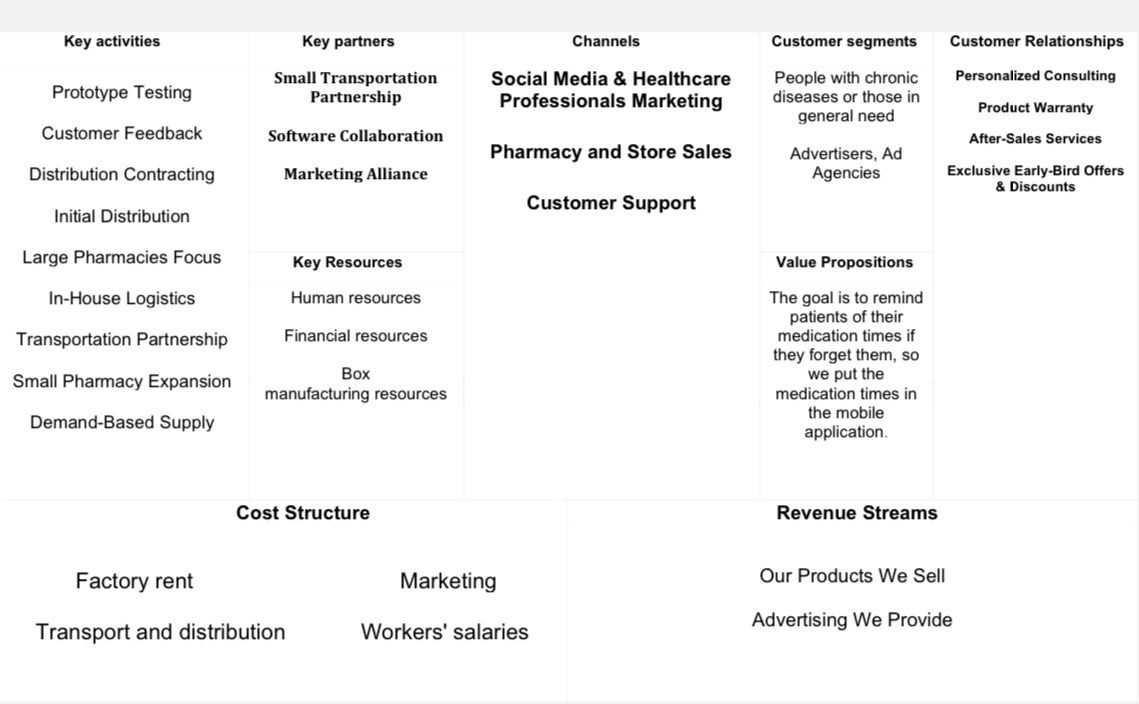 Key activities
Prototype Testing
Customer Feedback
Distribution Contracting
Initial Distribution
Large Pharmacies Focus
In-House Logistics
Transportation Partnership
Small Pharmacy Expansion
Demand-Based Supply
Key partners
Small Transportation
Partnership
Software Collaboration
Marketing Alliance
Key Resources
Human resources
Financial resources
Box
manufacturing resources
Channels
Social Media & Healthcare
Professionals Marketing
Pharmacy and Store Sales
Customer Support
Customer segments
People with chronic
diseases or those in
general need
Advertisers, Ad
Agencies
Value Propositions
The goal is to remind
patients of their
medication times if
they forget them, so
we put the
medication times in
the mobile
application.
Customer Relationships
Personalized Consulting
Product Warranty
After-Sales Services
Exclusive Early-Bird Offers
& Discounts
Cost Structure
Factory rent
Marketing
Transport and distribution
Workers' salaries
Revenue Streams
Our Products We Sell
Advertising We Provide